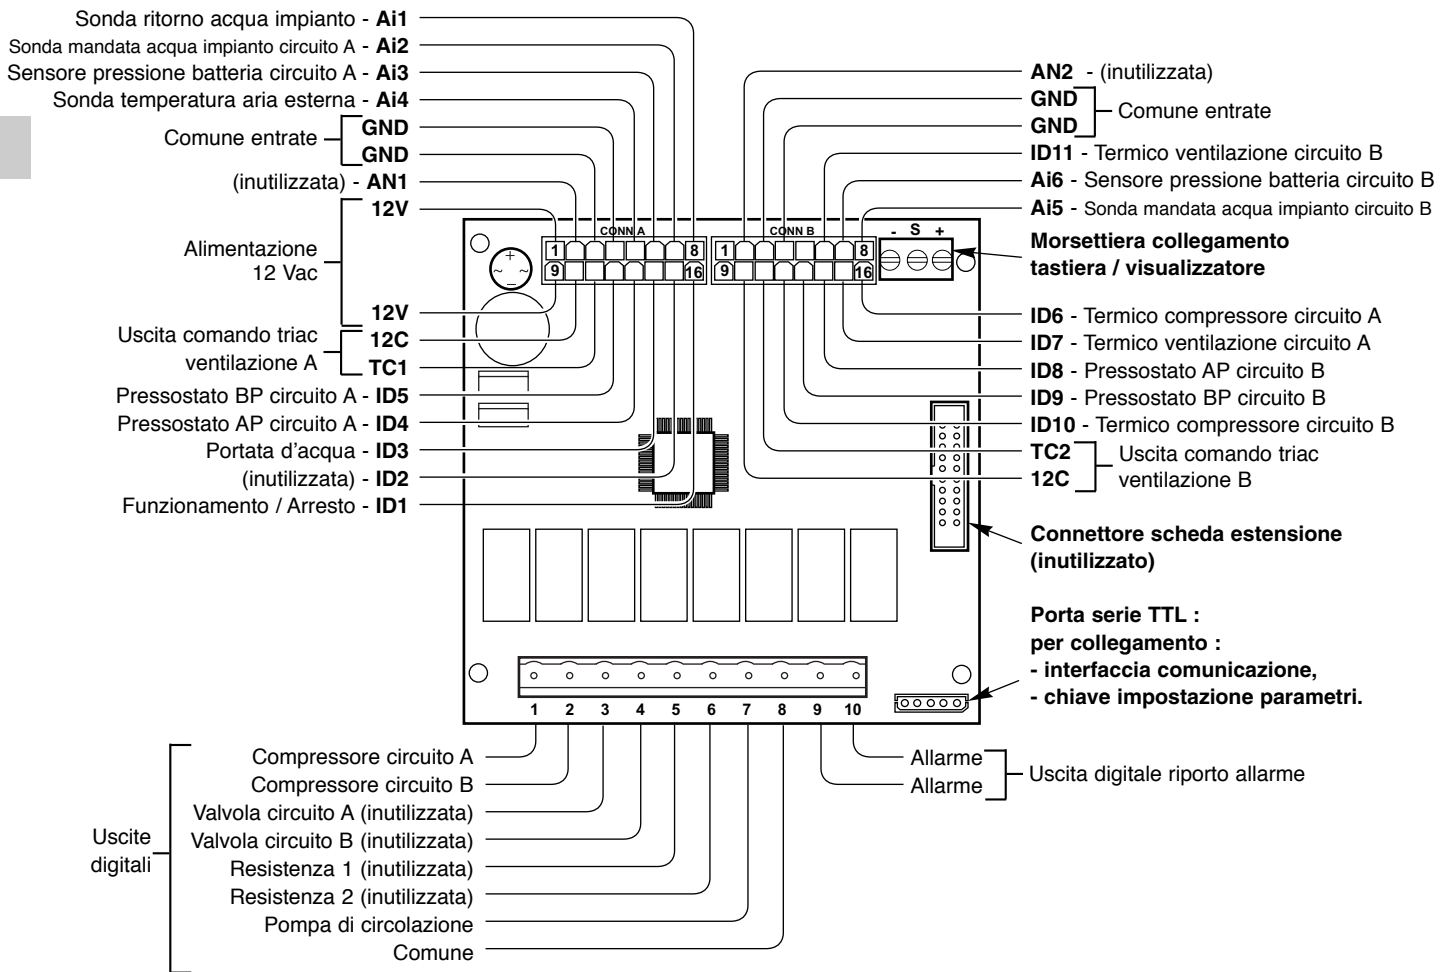 Sonda ritorno acqua impianto - Ai1
Sonda mandata acqua impianto circuito A - Ai2
Sensore pressione batteria circuito A - Ai3
Sonda temperatura aria esterna - Ai4
Comune entrate
GND
GND
(inutilizzata) - AN1
12V
Alimentazione
12 Vac
12V
Uscita comando triac
ventilazione A
12C
TC1
Pressostato BP circuito A - ID5
Pressostato AP circuito A - ID4
Portata d'acqua - ID3
(inutilizzata) - ID2
Funzionamento / Arresto - ID1
AN2 - (inutilizzata)
GND
GND
Comune entrate
ID11 - Termico ventilazione circuito B
Ai6 - Sensore pressione batteria circuito B
Ai5 - Sonda mandata acqua impianto circuito B
Morsettiera collegamento
tastiera / visualizzatore
ID6 - Termico compressore circuito A
ID7 - Termico ventilazione circuito A
ID8 - Pressostato AP circuito B
ID9 - Pressostato BP circuito B
ID10 - Termico compressore circuito B
TC2
12C
Uscita comando triac
ventilazione B
Connettore scheda estensione
(inutilizzato)
Porta serie TTL :
per collegamento :
- interfaccia comunicazione,
- chiave impostazione parametri.
CONN A
1 8
9 16
CONN B
1 8
9 16
- S +
+
~ ~
−
1 2 3 4 5 6 7 8 9 10
Uscite
digitali
Compressore circuito A
Compressore circuito B
Valvola circuito A (inutilizzata)
Valvola circuito B (inutilizzata)
Resistenza 1 (inutilizzata)
Resistenza 2 (inutilizzata)
Pompa di circolazione
Comune
Allarme
Allarme
Uscita digitale riporto allarme